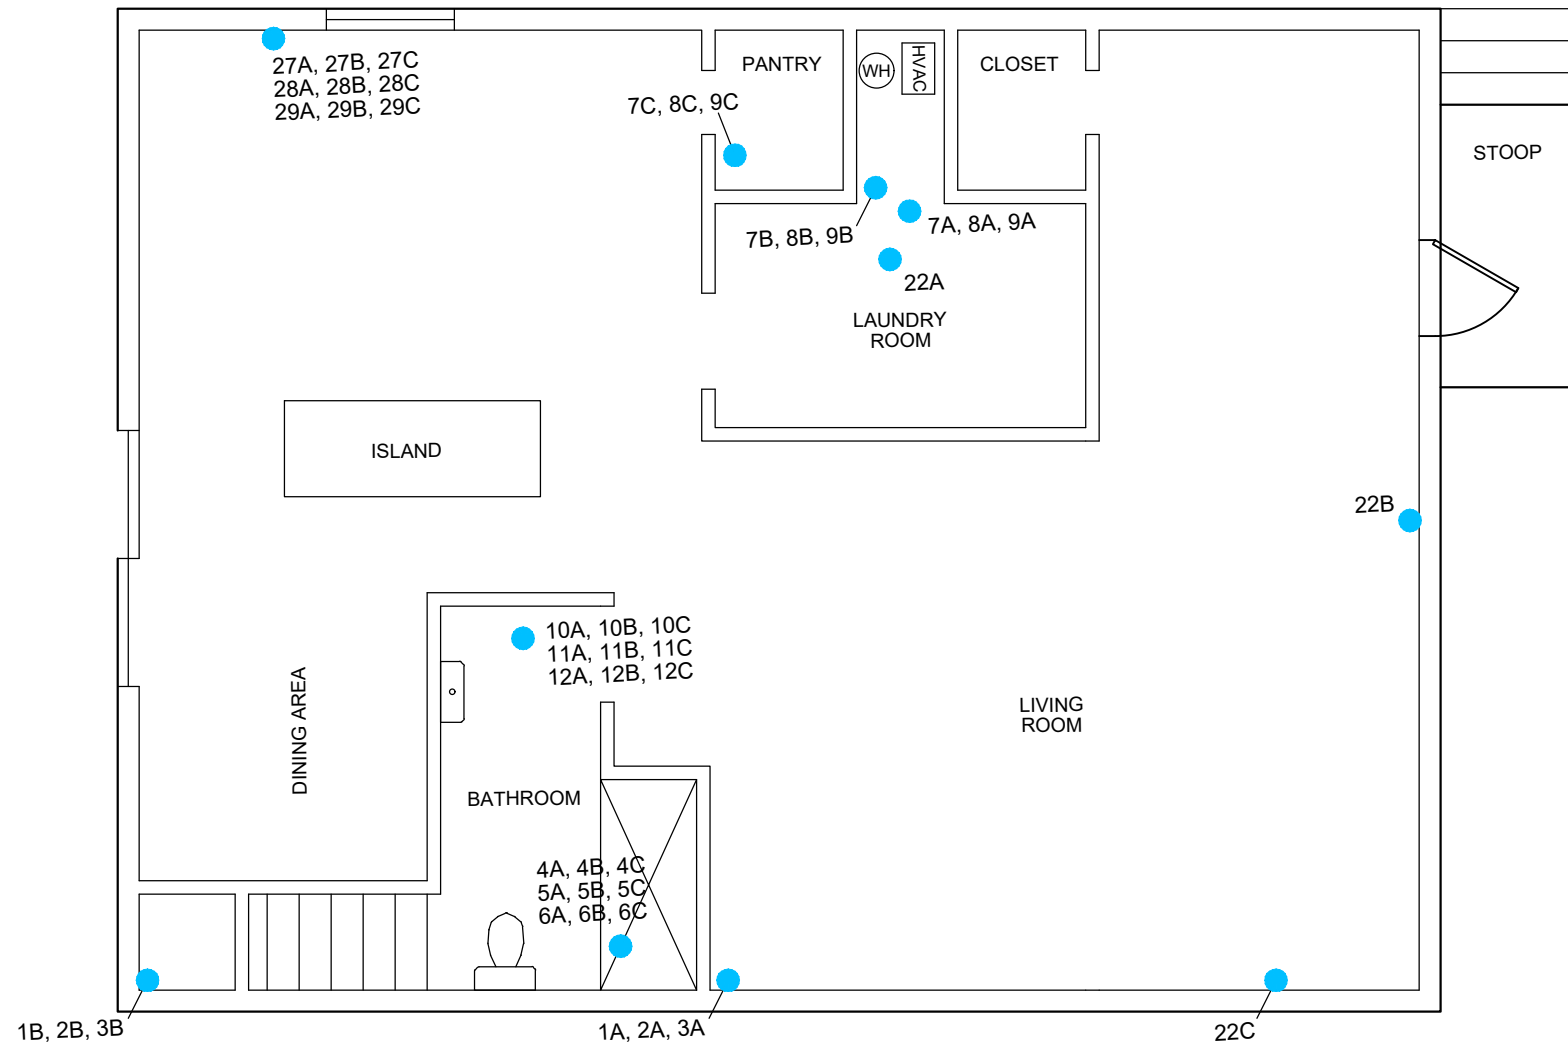 27A, 27B, 27C
28A, 28B, 28C
29A, 29B, 29C
PANTRY
WH
HVAC
CLOSET
7C, 8C, 9C
STOOP
7B, 8B, 9B
7A, 8A, 9A
22A
LAUNDRY
ROOM
ISLAND
22B
10A, 10B, 10C
11A, 11B, 11C
12A, 12B, 12C
DINING AREA
LIVING
ROOM
BATHROOM
4A, 4B, 4C
5A, 5B, 5C
6A, 6B, 6C
1B, 2B, 3B
1A, 2A, 3A
22C